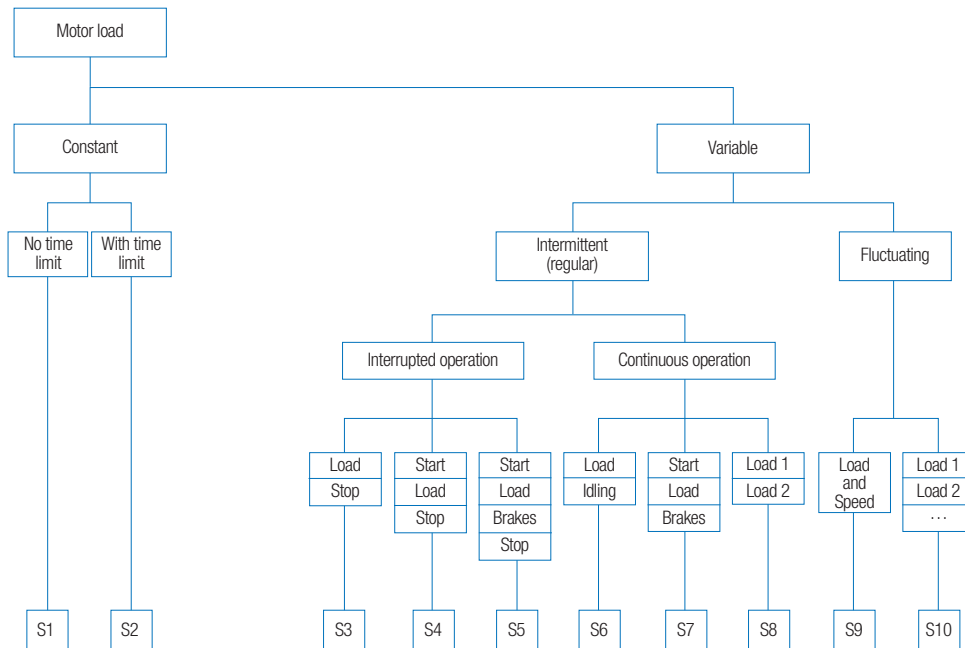 Motor load
Constant
Variable
No time
limit
With time
limit
Intermittent
(regular)
Fluctuating
Interrupted operation
Continuous operation
Load
Stop
Start
Load
Stop
Start
Load
Brakes
Stop
Load
Idling
Start
Load
Brakes
Load 1
Load 2
Load
and
Speed
Load 1
Load 2
...
S1
S2
S3
S4
S5
S6
S7
S8
S9
S10